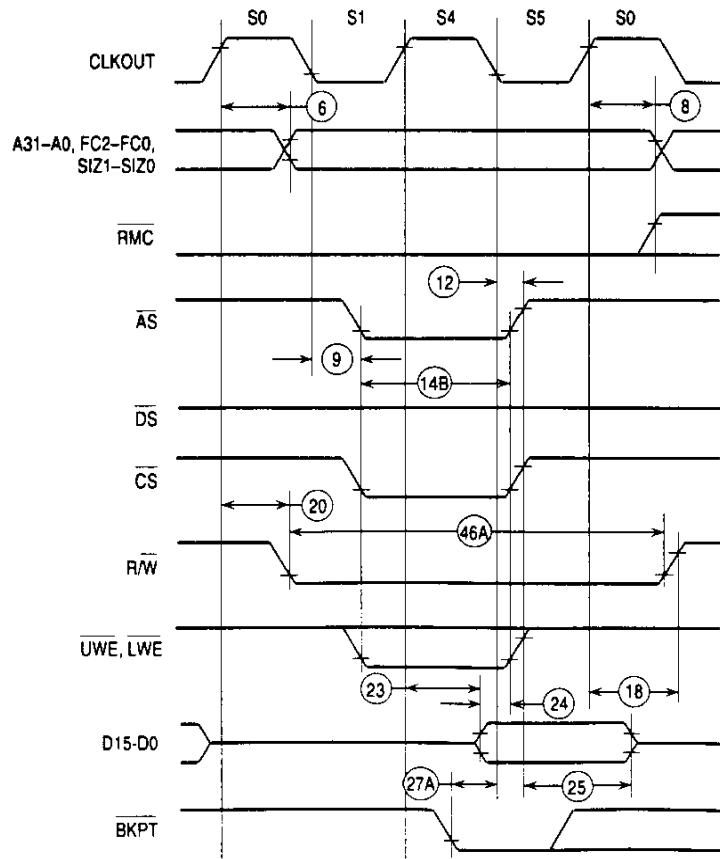 S0 S1 S4 S5 S0
CLKOUT
6
8
A31–A0, FC2–FC0,
SIZ1–SIZ0
RMC
12
AS
9
14B
DS
CS
20
46A
R/W
UWE, LWE
23
24
18
D15-D0
27A
25
BKPT